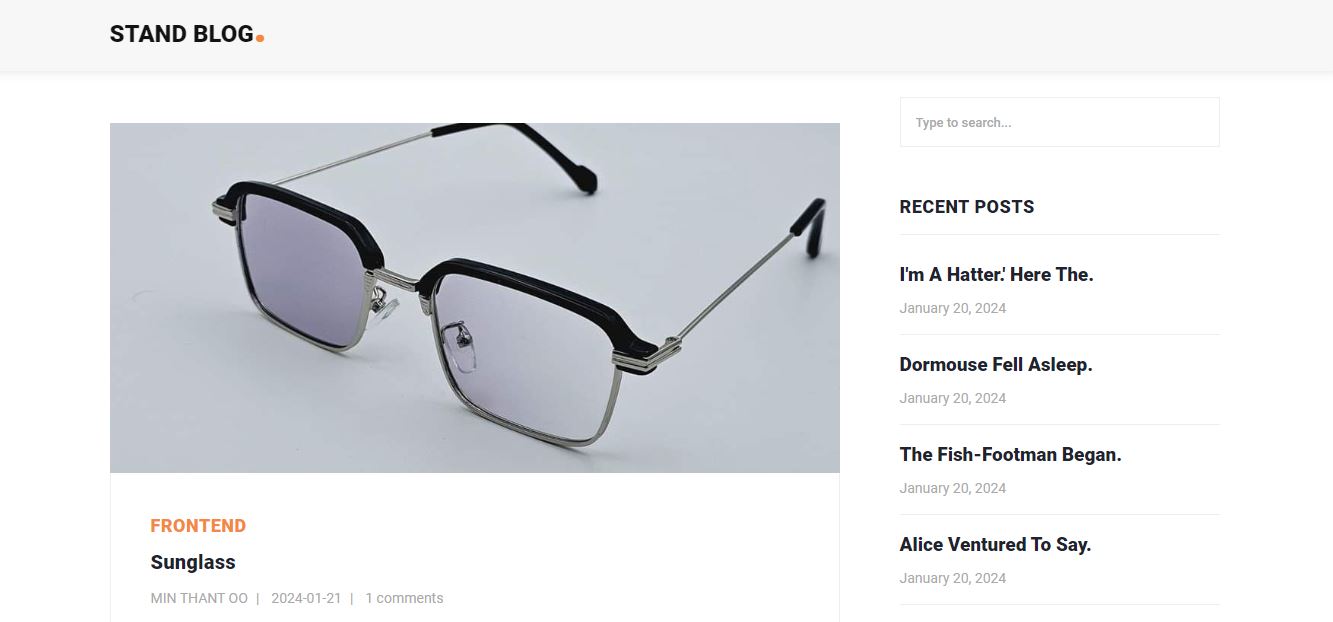 STAND BLOG.
Type to search...
RECENT POSTS
I'm A Hatter.' Here The.
January 20, 2024
Dormouse Fell Asleep.
January 20, 2024
The Fish-Footman Began.
January 20, 2024
Alice Ventured To Say.
January 20, 2024
FRONTEND
Sunglass
MIN THANT OO | 2024-01-21 | 1 comments